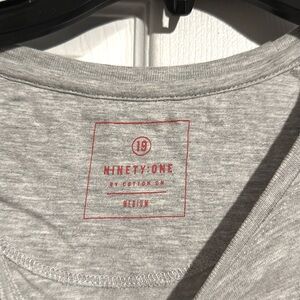 19
NINETY:ONE
BY COTTON ON
MEDIUM